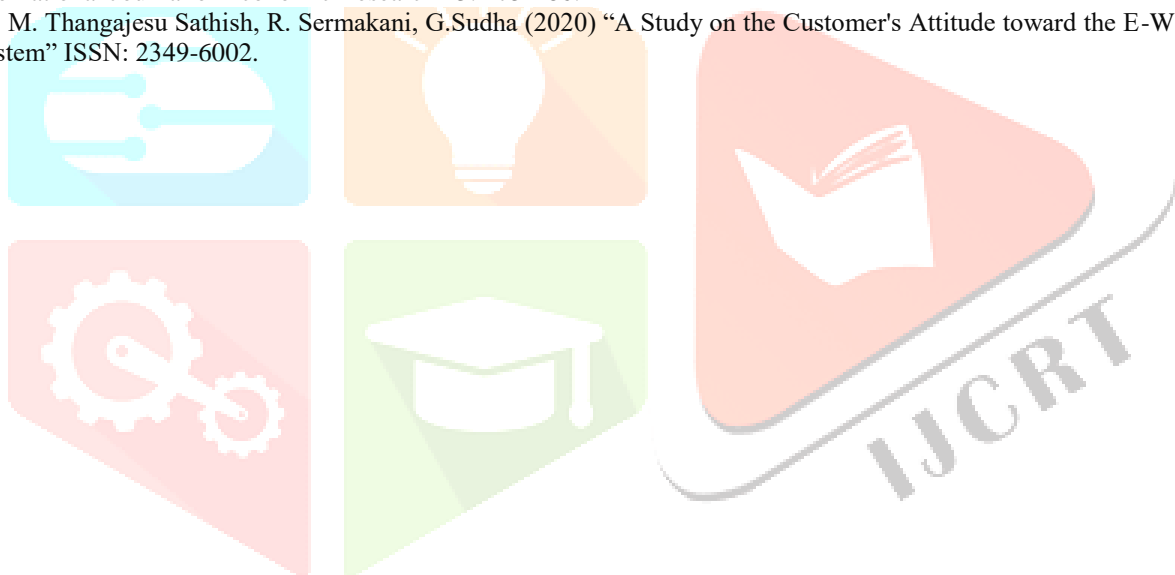 M. Thangajesu Sathish, R. Sermakani, G.Sudha (2020) “A Study on the Customer's Attitude toward the E-W
stem” ISSN: 2349-6002.
IJCRT